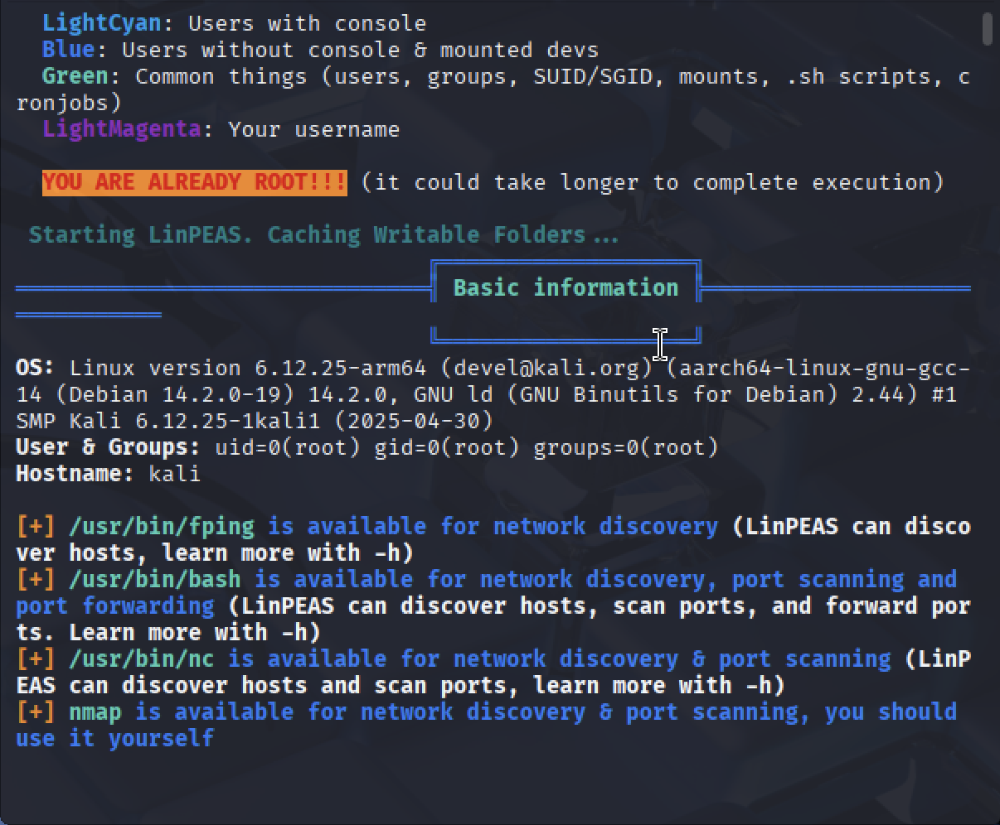 LightCyan: Users with console
Blue: Users without console & mounted devs
Green: Common things (users, groups, SUID/SGID, mounts, .sh scripts, c
ronjobs)
LightMagenta: Your username
YOU ARE ALREADY ROOT!!! (it could take longer to complete execution)
Starting LinPEAS. Caching Writable Folders...
Basic information
OS: Linux version 6.12.25-arm64 (devel@kali.org) (aarch64-linux-gnu-gcc-
14 (Debian 14.2.0-19) 14.2.0, GNU ld (GNU Binutils for Debian) 2.44) #1
SMP Kali 6.12.25-1kali1 (2025-04-30)
User & Groups: uid=0(root) gid=0(root) groups=0(root)
Hostname: kali
[+] /usr/bin/fping is available for network discovery (LinPEAS can disco
ver hosts, learn more with -h)
[+] /usr/bin/bash is available for network discovery, port scanning and
port forwarding (LinPEAS can discover hosts, scan ports, and forward por
ts. Learn more with -h)
[+] /usr/bin/nc is available for network discovery & port scanning (LinP
EAS can discover hosts and scan ports, learn more with -h)
[+] nmap is available for network discovery & port scanning, you should
use it yourself